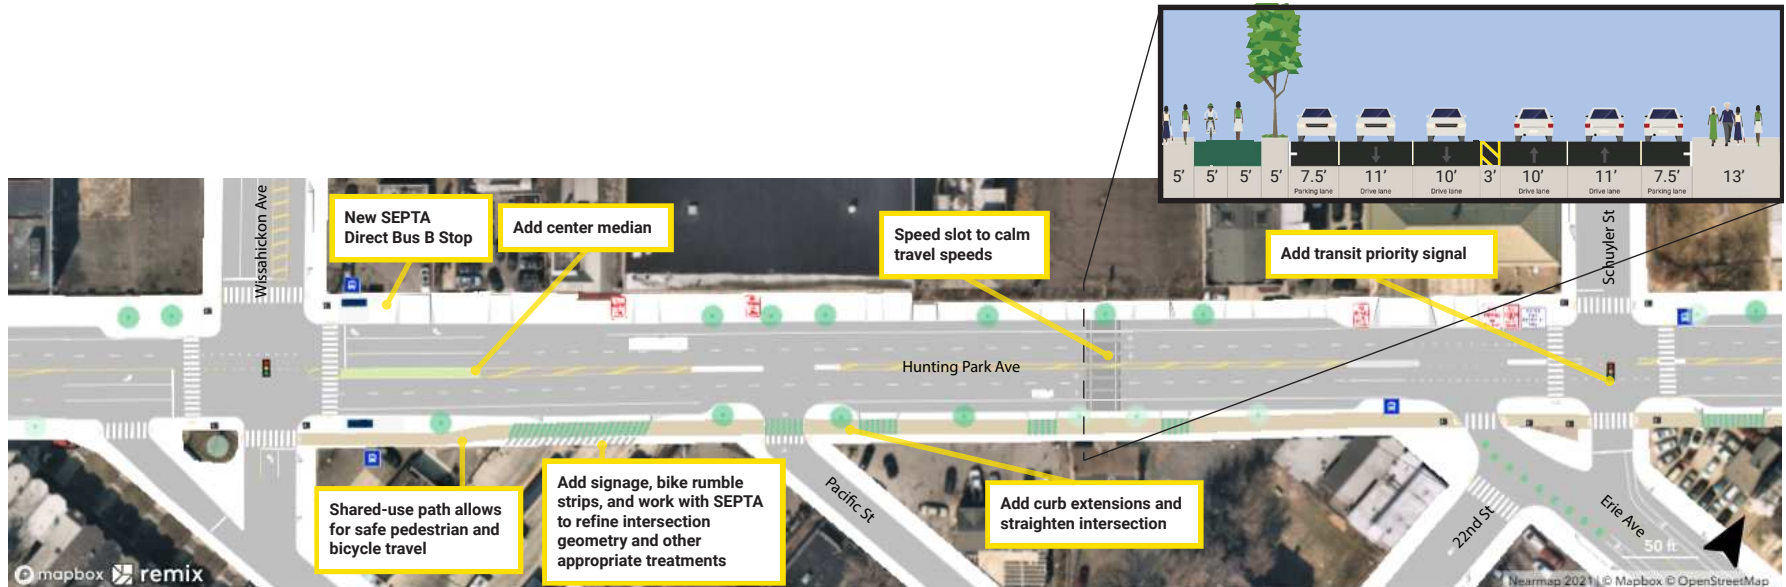 5’ 5’ 5’ 5’ 7.5’ 11’ 10’ 3’ 10’ 11’ 7.5’ 13’
Parking lane Drive lane Drive lane Drive lane Drive lane Parking lane
Wissahickon Ave
New SEPTA
Direct Bus B Stop
Add center median
Speed slot to calm
travel speeds
Add transit priority signal
Schuyler St
Hunting Park Ave
Shared-use path allows
for safe pedestrian and
bicycle travel
Add signage, bike rumble
strips, and work with SEPTA
to refine intersection
geometry and other
appropriate treatments
Pacific St
Add curb extensions and
straighten intersection
22nd St
Erie Ave
50 ft
mapbox remix
Nearmap 2021 | © Mapbox © OpenStreetMap